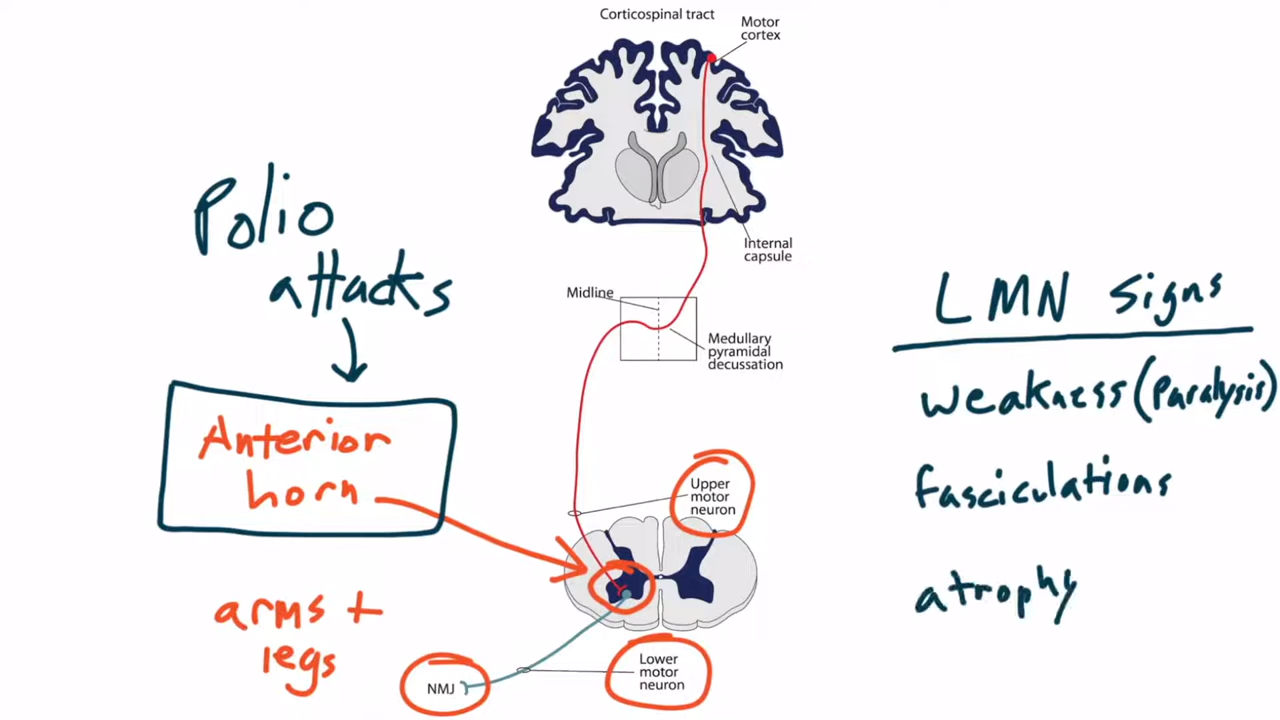 Corticospinal tract
Motor
cortex
Internal
capsule
Midline
Medullary
pyramidal
decussation
Polio
attacks
Anterior
horn
arms +
legs
Upper
motor
neuron
Lower
motor
neuron
NMJ
LMN signs
weakness (Paralysis)
fasciculations
atrophy